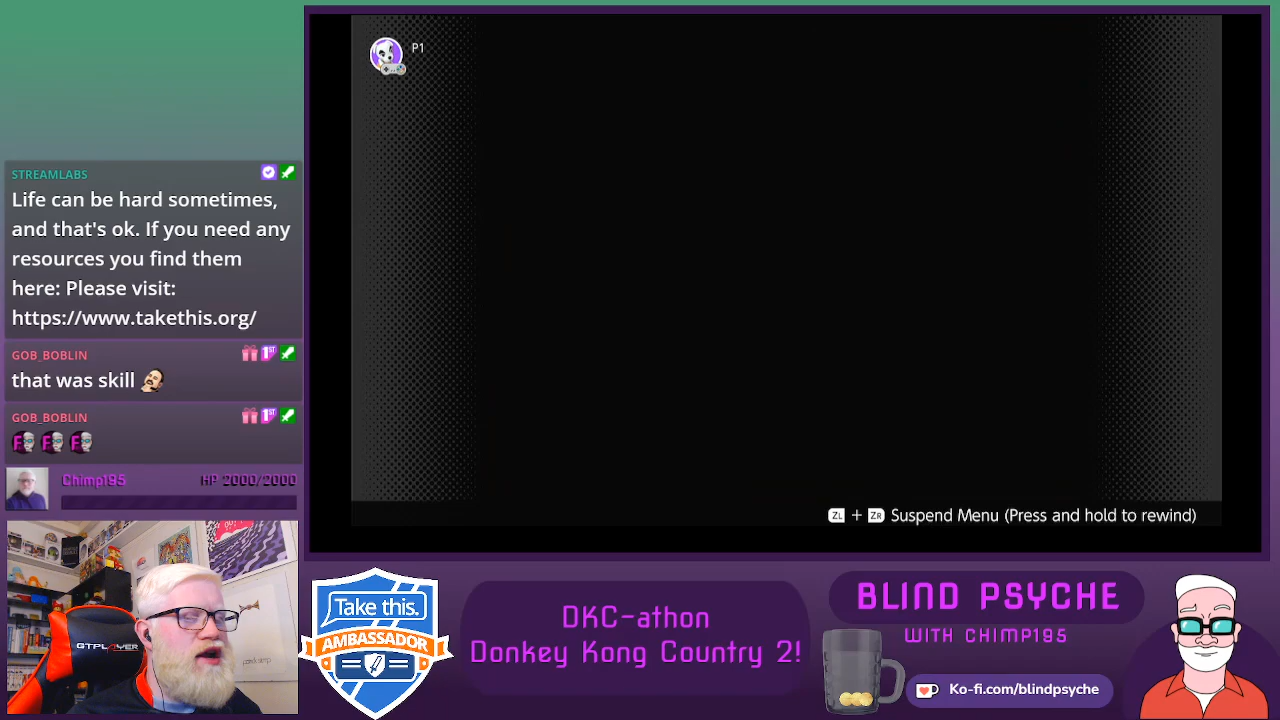 P1
STREAMLABS
Life can be hard sometimes,
and that's ok. If you need any
resources you find them
here: Please visit:
https://www.takethis.org/
GOB_BOBLIN
1ST
that was skill
GOB_BOBLIN
1ST
F F F
Chimp195
HP 2000/2000
ZL + ZR Suspend Menu (Press and hold to rewind)
GTPLAYER
Take this.
AMBASSADOR
DKC-athon
Donkey Kong Country 2!
BLIND PSYCHE
WITH CHIMP195
Ko-fi.com/blindpsyche